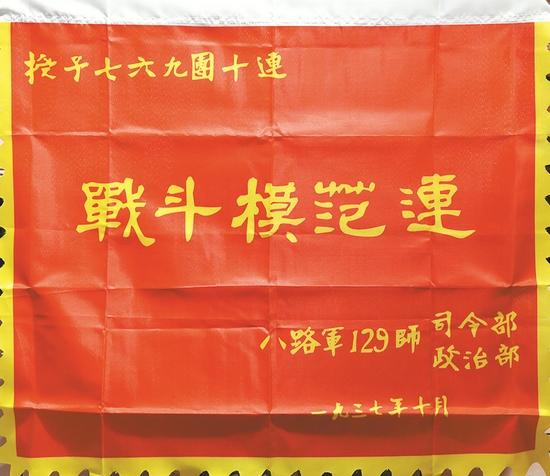 授予七六九團十連
戰斗模范連
八路軍129師 司令部
政治部
一九三七年十月